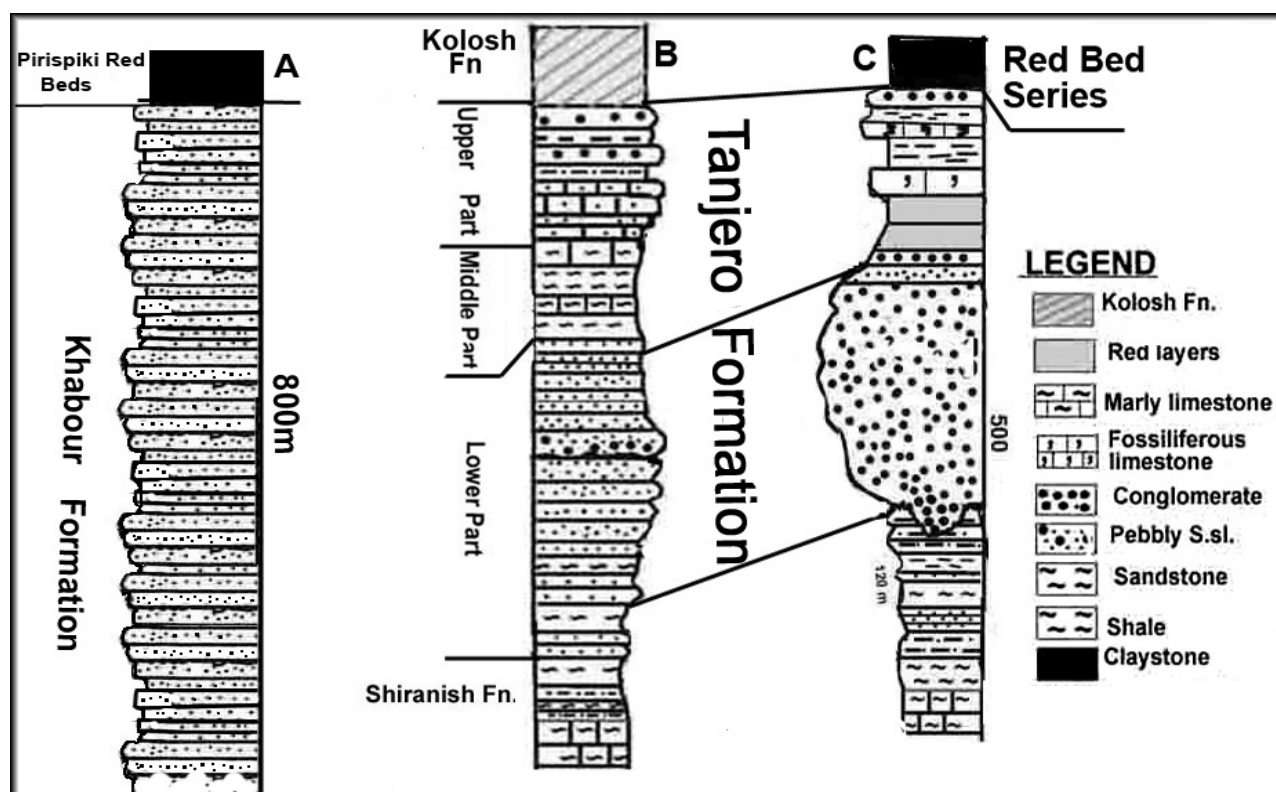 Pirispiki Red
Beds
A
Khabour Formation
800m
Kolosh
Fn
B
Upper Part
Middle Part
Lower Part
Shiranish Fn.
Tanjero Formation
C
Red Bed
Series
500
120 m
LEGEND
Kolosh Fn.
Red layers
Marly limestone
Fossiliferous
limestone
Conglomerate
Pebbly S.sl.
Sandstone
Shale
Claystone